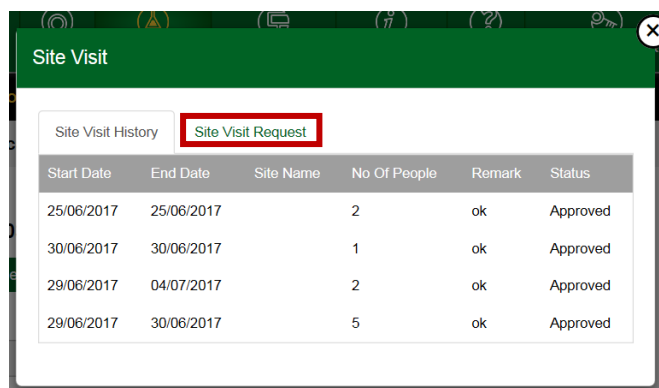 Site Visit
Site Visit History Site Visit Request
Start Date End Date Site Name No Of People Remark Status
25/06/2017 25/06/2017 2 ok Approved
30/06/2017 30/06/2017 1 ok Approved
29/06/2017 04/07/2017 2 ok Approved
29/06/2017 30/06/2017 5 ok Approved